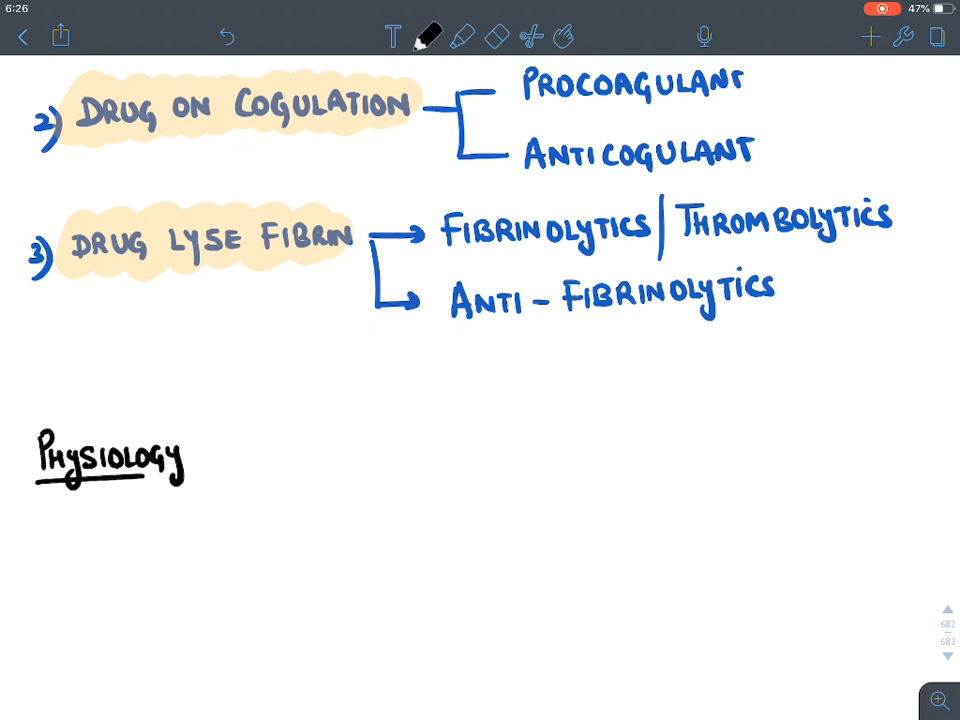 6:26
47%
T
2) DRUG ON COGULATION
PROCOAGULANT
ANTICOGULANT
3) DRUG LYSE FIBRIN
FIBRINOLYTICS / THROMBOLYTICS
ANTI - FIBRINOLYTICS
PHYSIOLOGY
682
683